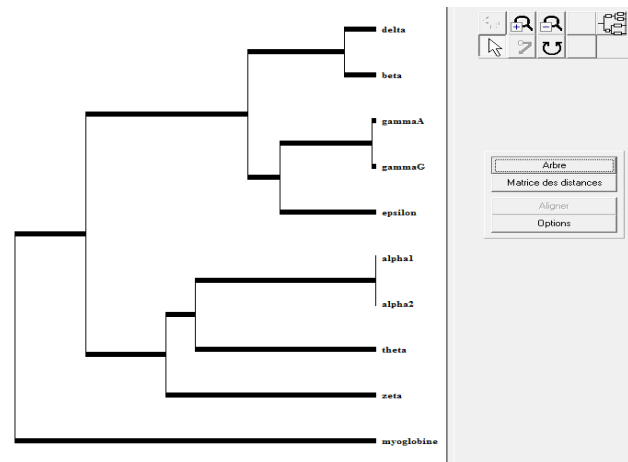 delta
beta
gammaA
gammaG
epsilon
alpha1
alpha2
theta
zeta
myoglobine
Arbre
Matrice des distances
Aligner
Options